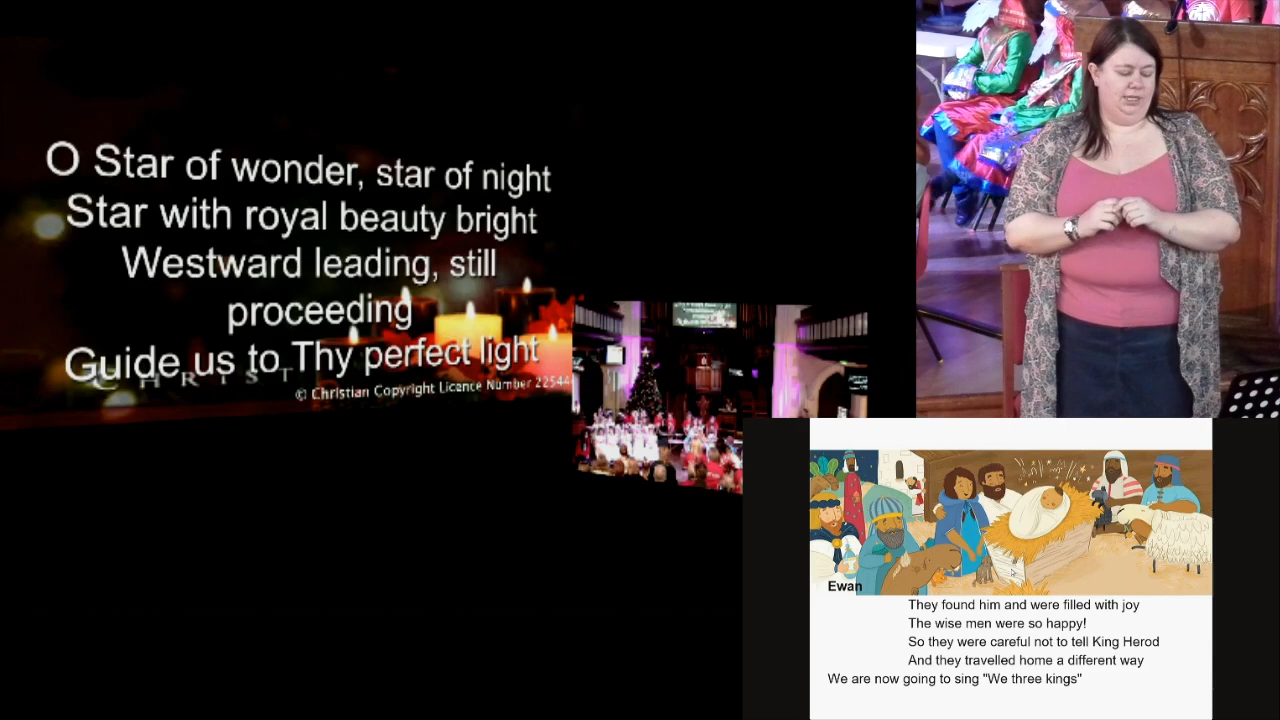 O Star of wonder, star of night
Star with royal beauty bright
Westward leading, still
proceeding
Guide us to Thy perfect light
CHRIST
© Christian Copyright Licence Number 22544
Ewan
They found him and were filled with joy
The wise men were so happy!
So they were careful not to tell King Herod
And they travelled home a different way
We are now going to sing "We three kings"